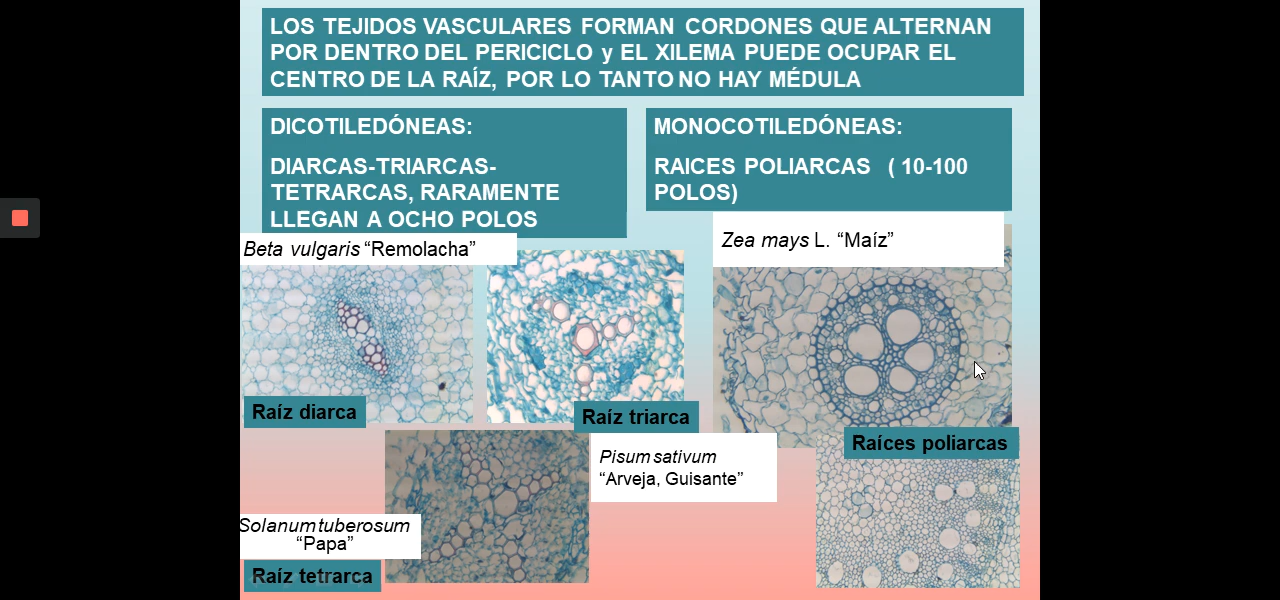 LOS TEJIDOS VASCULARES FORMAN CORDONES QUE ALTERNAN
POR DENTRO DEL PERICICLO y EL XILEMA PUEDE OCUPAR EL
CENTRO DE LA RAÍZ, POR LO TANTO NO HAY MÉDULA
DICOTILEDÓNEAS:
DIARCAS-TRIARCAS-
TETRARCAS, RARAMENTE
LLEGAN A OCHO POLOS
MONOCOTILEDÓNEAS:
RAICES POLIARCAS ( 10-100
POLOS)
Beta vulgaris “Remolacha”
Zea mays L. “Maíz”
Raíz diarca
Raíz triarca
Raíces poliarcas
Pisum sativum
“Arveja, Guisante”
Solanum tuberosum
“Papa”
Raíz tetrarca